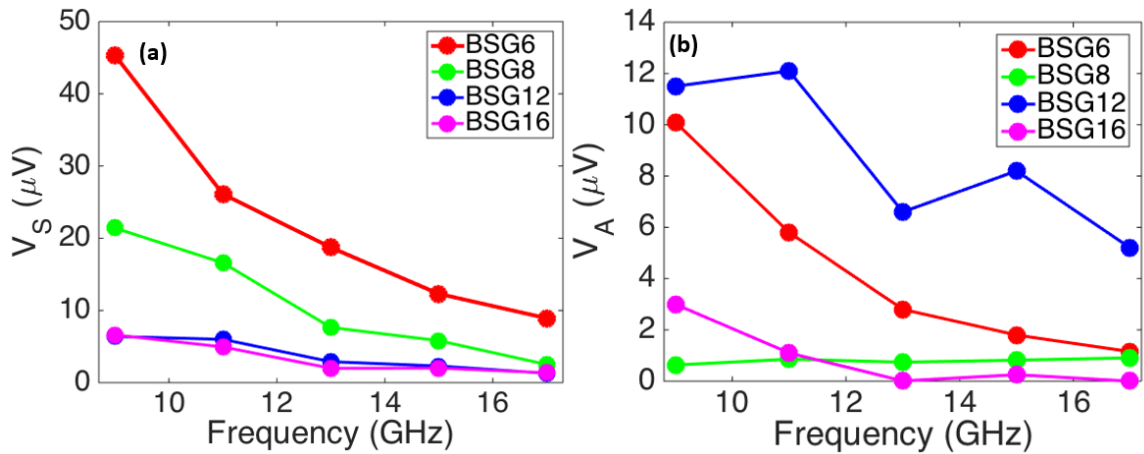 (a)
BSG6
BSG8
BSG12
BSG16
50
40
30
20
10
0
V_S (μV)
10 12 14 16
Frequency (GHz)
(b)
BSG6
BSG8
BSG12
BSG16
14
12
10
8
6
4
2
0
V_A (μV)
10 12 14 16
Frequency (GHz)